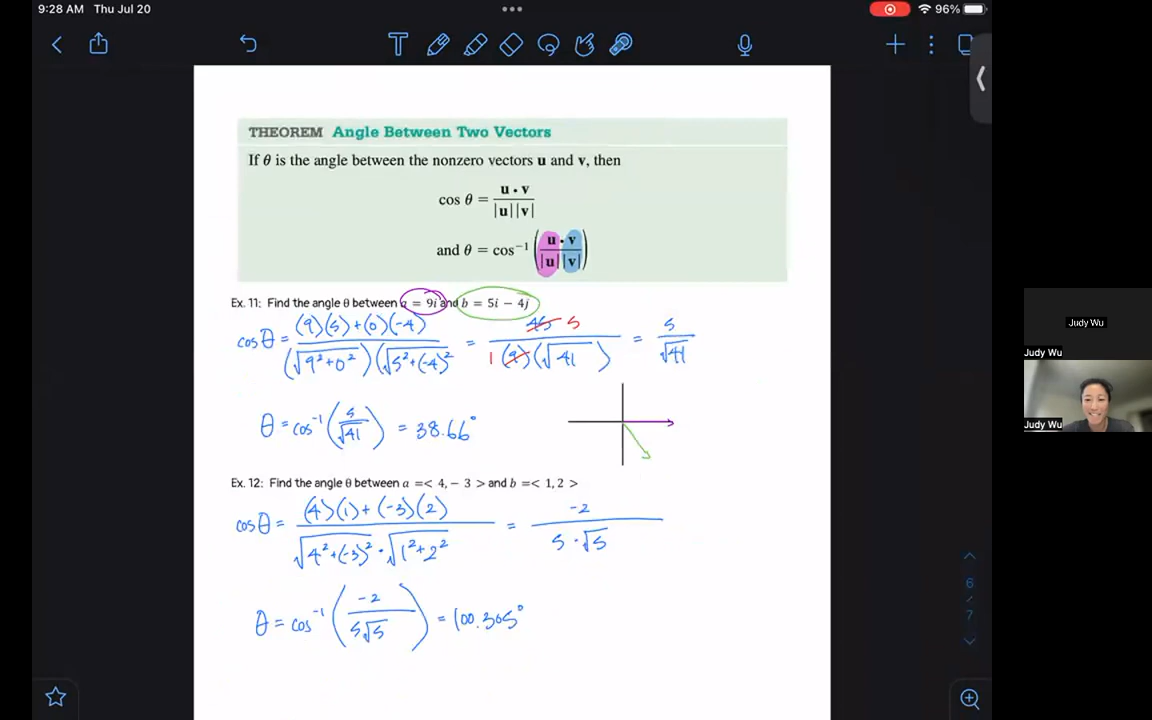 9:28 AM Thu Jul 20
96%
THEOREM Angle Between Two Vectors
If θ is the angle between the nonzero vectors u and v, then
cos θ = u · v / |u||v|
and θ = cos⁻¹ (u · v / |u||v|)
Ex. 11: Find the angle θ between a = 9i and b = 5i − 4j
cosθ = (9)(5)+(0)(-4) / (√9²+0²)(√5²+(-4)²) = 45 5 / 1 (9)(√41) = 5/√41
θ = cos⁻¹ (5/√41) = 38.66°
Ex. 12: Find the angle θ between a =< 4, − 3 > and b =< 1, 2 >
cosθ = (4)(1)+(-3)(2) / √4²+(-3)² · √1²+2² = -2 / 5 · √5
θ = cos⁻¹ (-2 / 5√5) = 100.305°
6
/
7
Judy Wu
Judy Wu
Judy Wu